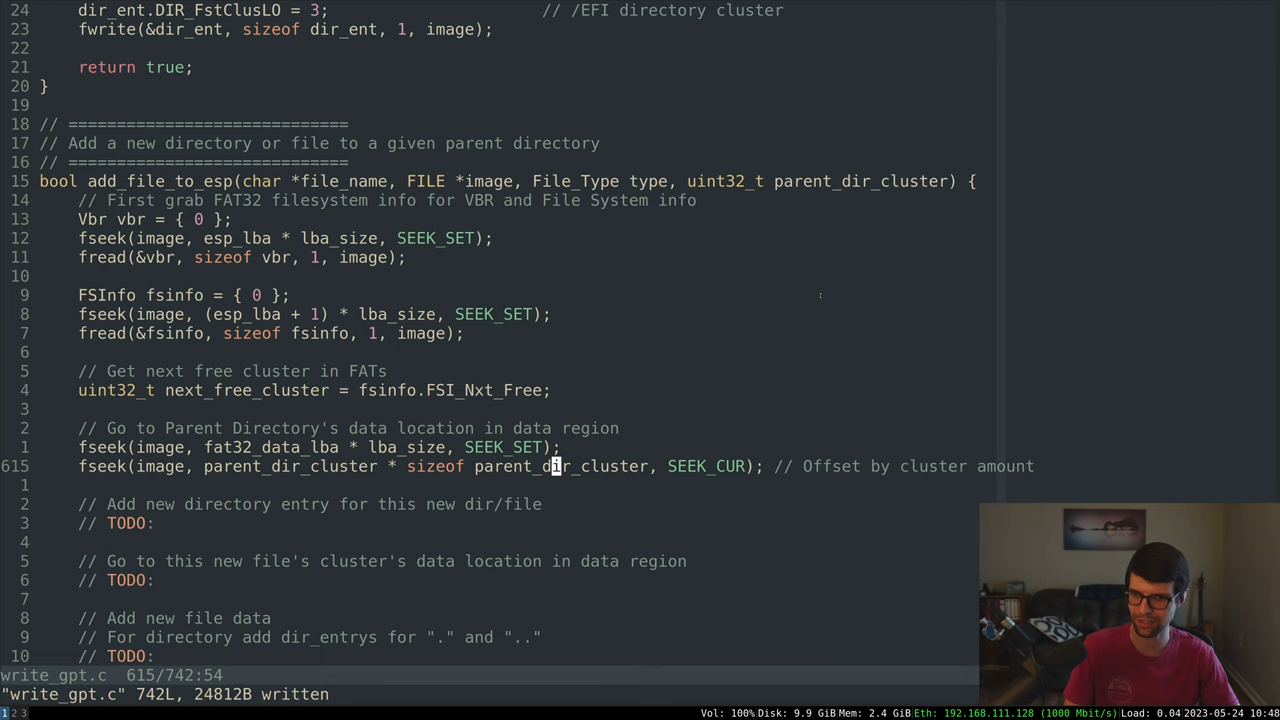 24     dir_ent.DIR_FstClusLO = 3;                      // /EFI directory cluster
23     fwrite(&dir_ent, sizeof dir_ent, 1, image);
22
21     return true;
20 }
19
18 // =============================
17 // Add a new directory or file to a given parent directory
16 // =============================
15 bool add_file_to_esp(char *file_name, FILE *image, File_Type type, uint32_t parent_dir_cluster) {
14     // First grab FAT32 filesystem info for VBR and File System info
13     Vbr vbr = { 0 };
12     fseek(image, esp_lba * lba_size, SEEK_SET);
11     fread(&vbr, sizeof vbr, 1, image);
10
9     FSInfo fsinfo = { 0 };
8     fseek(image, (esp_lba + 1) * lba_size, SEEK_SET);
7     fread(&fsinfo, sizeof fsinfo, 1, image);
6
5     // Get next free cluster in FATs
4     uint32_t next_free_cluster = fsinfo.FSI_Nxt_Free;
3
2     // Go to Parent Directory's data location in data region
1     fseek(image, fat32_data_lba * lba_size, SEEK_SET);
615     fseek(image, parent_dir_cluster * sizeof parent_dir_cluster, SEEK_CUR); // Offset by cluster amount
1
2     // Add new directory entry for this new dir/file
3     // TODO:
4
5     // Go to this new file's cluster's data location in data region
6     // TODO:
7
8     // Add new file data
9     // For directory add dir_entrys for "." and ".."
10     // TODO:
write_gpt.c  615/742:54
"write_gpt.c" 742L, 24812B written
1 2 3 Vol: 100% Disk: 9.9 GiB Mem: 2.4 GiB Eth: 192.168.111.128 (1000 Mbit/s) Load: 0.04 2023-05-24 10:48